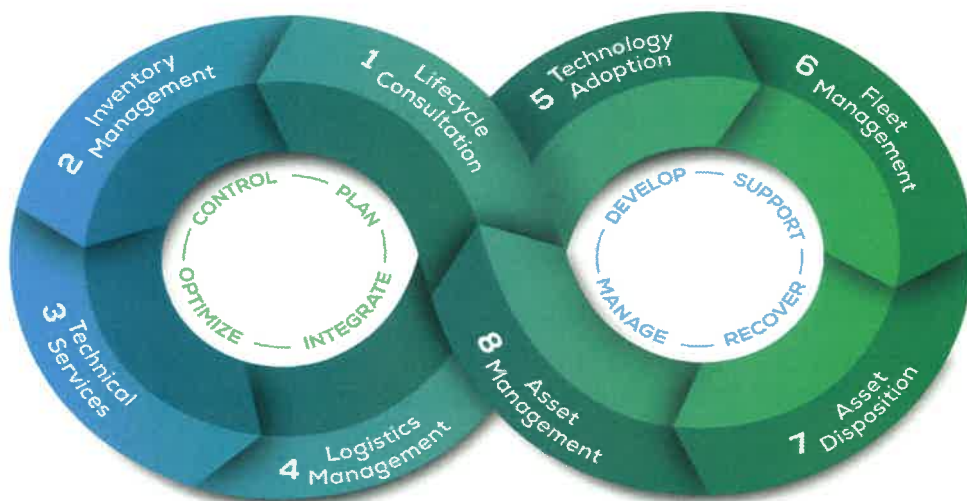 1 Lifecycle
Consultation
2 Inventory
Management
3 Technical
Services
4 Logistics
Management
5 Technology
Adoption
6 Fleet
Management
7 Asset
Disposition
8 Asset
Management
PLAN
CONTROL
OPTIMIZE
INTEGRATE
DEVELOP
SUPPORT
RECOVER
MANAGE